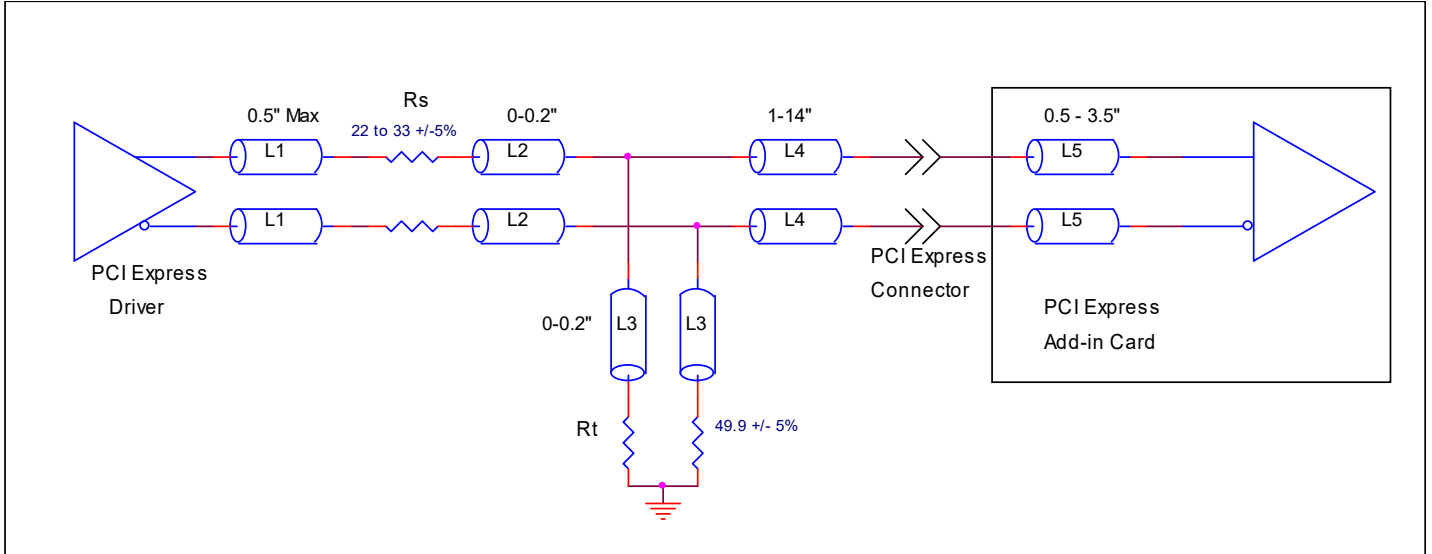 0.5" Max
Rs
22 to 33 +/-5%
0-0.2"
1-14"
0.5 - 3.5"
L1
L2
L4
L5
L1
L2
L4
L5
PCI Express
Driver
PCI Express
Connector
PCI Express
Add-in Card
0-0.2"
L3
L3
Rt
49.9 +/- 5%